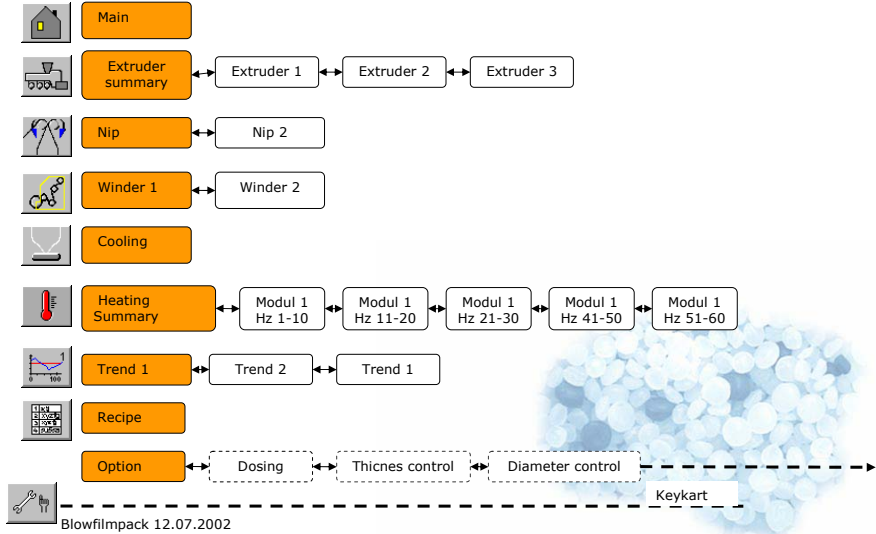 Main
Extruder
summary
Extruder 1
Extruder 2
Extruder 3
Nip
Nip 2
Winder 1
Winder 2
Cooling
Heating
Summary
Modul 1
Hz 1-10
Modul 1
Hz 11-20
Modul 1
Hz 21-30
Modul 1
Hz 41-50
Modul 1
Hz 51-60
1
0 100
Trend 1
Trend 2
Trend 1
Recipe
Option
Dosing
Thicnes control
Diameter control
Keykart
Blowfilmpack 12.07.2002